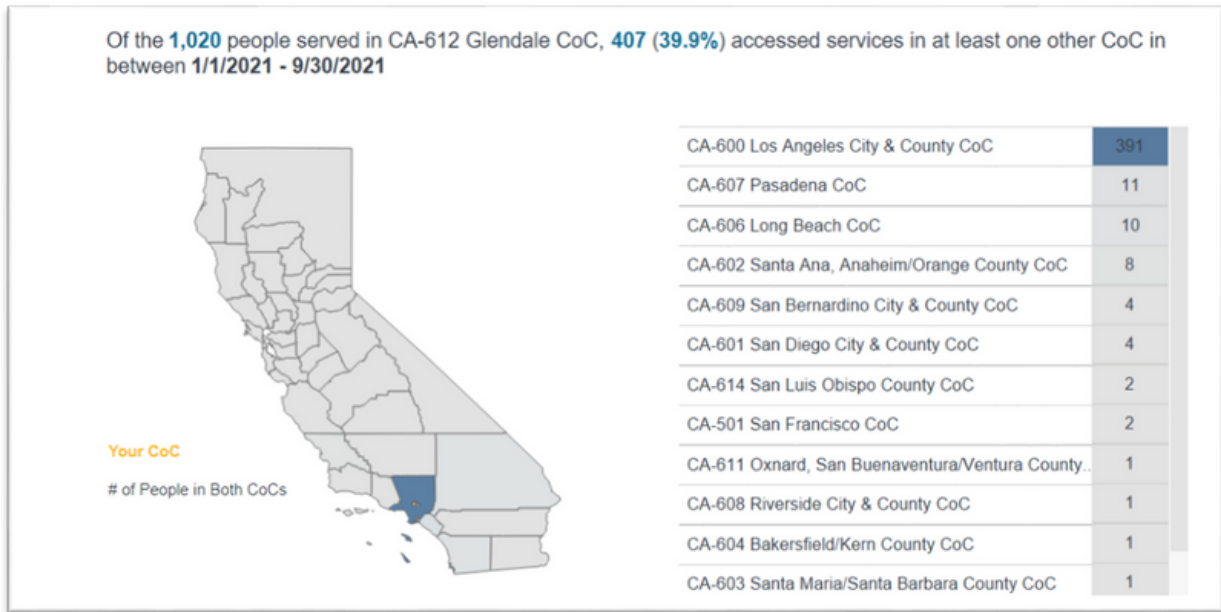 Of the 1,020 people served in CA-612 Glendale CoC, 407 (39.9%) accessed services in at least one other CoC in
between 1/1/2021 - 9/30/2021
CA-600 Los Angeles City & County CoC 391
CA-607 Pasadena CoC 11
CA-606 Long Beach CoC 10
CA-602 Santa Ana, Anaheim/Orange County CoC 8
CA-609 San Bernardino City & County CoC 4
CA-601 San Diego City & County CoC 4
CA-614 San Luis Obispo County CoC 2
CA-501 San Francisco CoC 2
CA-611 Oxnard, San Buenaventura/Ventura County.. 1
CA-608 Riverside City & County CoC 1
CA-604 Bakersfield/Kern County CoC 1
CA-603 Santa Maria/Santa Barbara County CoC 1
Your CoC
# of People in Both CoCs